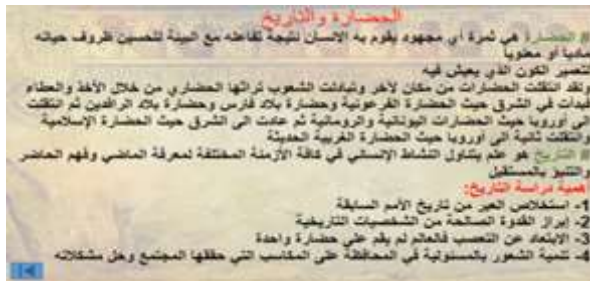 الحضارة والتاريخ
# الحضارة هي ثمرة أي مجهود يقوم به الانسان نتيجة تفاعله مع البيئة لتحسين ظروف حياته
ماديا أو معنويا
لتعمير الكون الذي يعيش فيه
ولقد انتقلت الحضارات من مكان لآخر وتبادلت الشعوب تراثها الحضاري من خلال الأخذ والعطاء
فبدأت في الشرق حيث الحضارة الفرعونية وحضارة بلاد فارس وحضارة بلاد الرافدين ثم انتقلت
الى أوروبا حيث الحضارات اليونانية والرومانية ثم عادت الى الشرق حيث الحضارة الإسلامية
وانتقلت ثانية الى أوروبا حيث الحضارة الغربية الحديثة
# التاريخ هو علم يتناول النشاط الإنساني في كافة الأزمنة المختلفة لمعرفة الماضي وفهم الحاضر
والتنبؤ بالمستقبل
أهمية دراسة التاريخ:
1- استخلاص العبر من تاريخ الأمم السابقة
2- إبراز القدوة الصالحة من الشخصيات التاريخية
3- الابتعاد عن التعصب فالعالم لم يقم على حضارة واحدة
4- تنمية الشعور بالمسئولية في المحافظة على المكاسب التي حققها المجتمع وحل مشكلاته